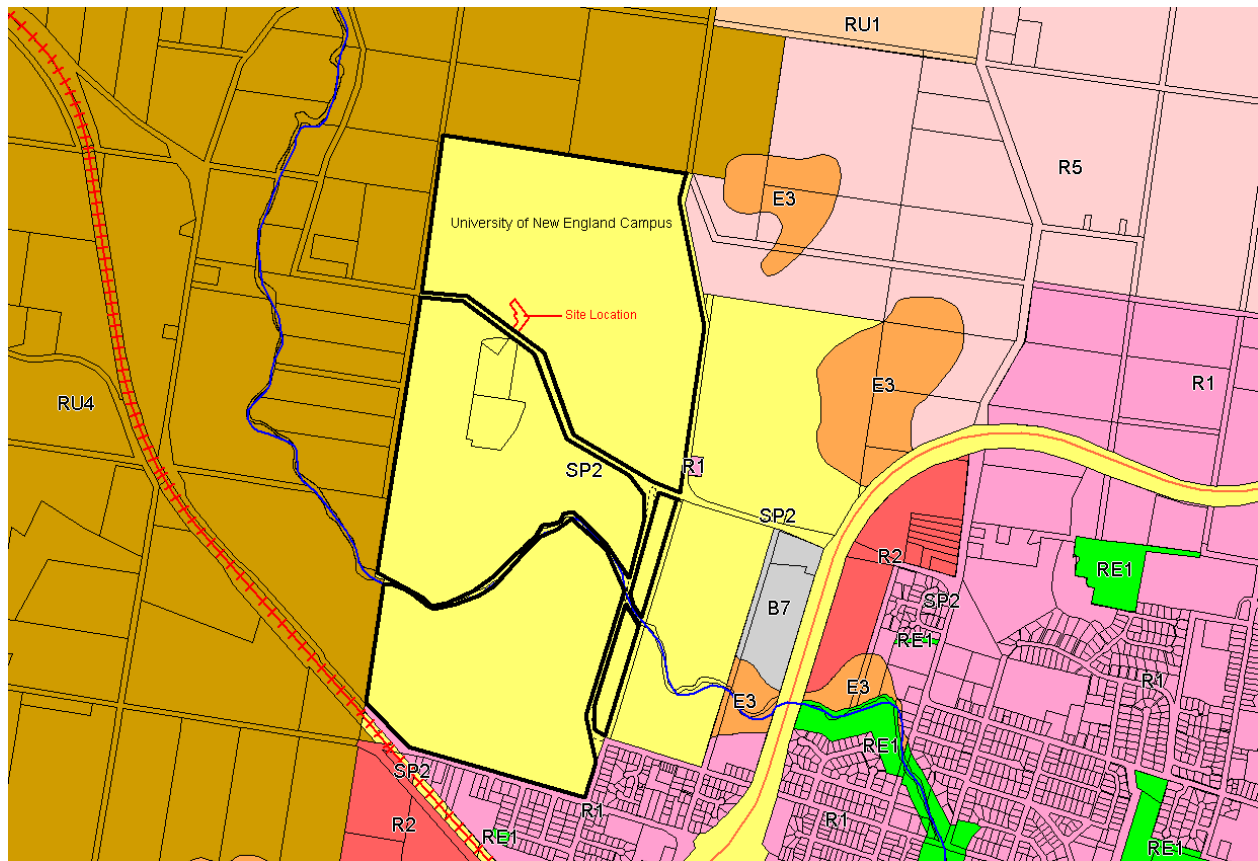 RU1
R5
E3
University of New England Campus
Site Location
E3
R1
RU4
R1
SP2
SP2
R2
RE1
B7
SP2
RE1
R1
E3
E3
RE1
SP2
R1
R1
R2
RE1